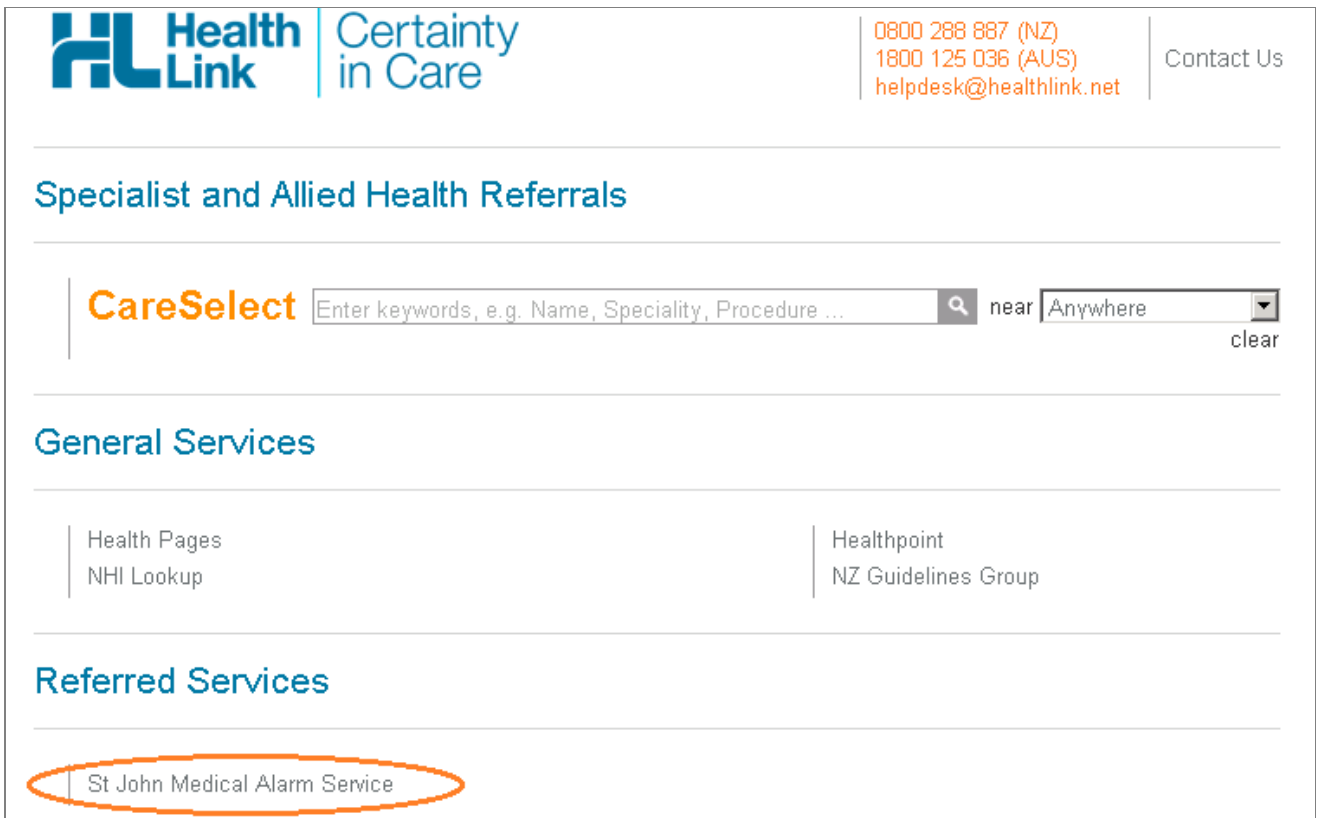 HL Health Link Certainty in Care
0800 288 887 (NZ)
1800 125 036 (AUS)
helpdesk@healthlink.net
Contact Us
Specialist and Allied Health Referrals
CareSelect Enter keywords, e.g. Name, Speciality, Procedure ... near Anywhere
clear
General Services
Health Pages
NHI Lookup
Healthpoint
NZ Guidelines Group
Referred Services
St John Medical Alarm Service